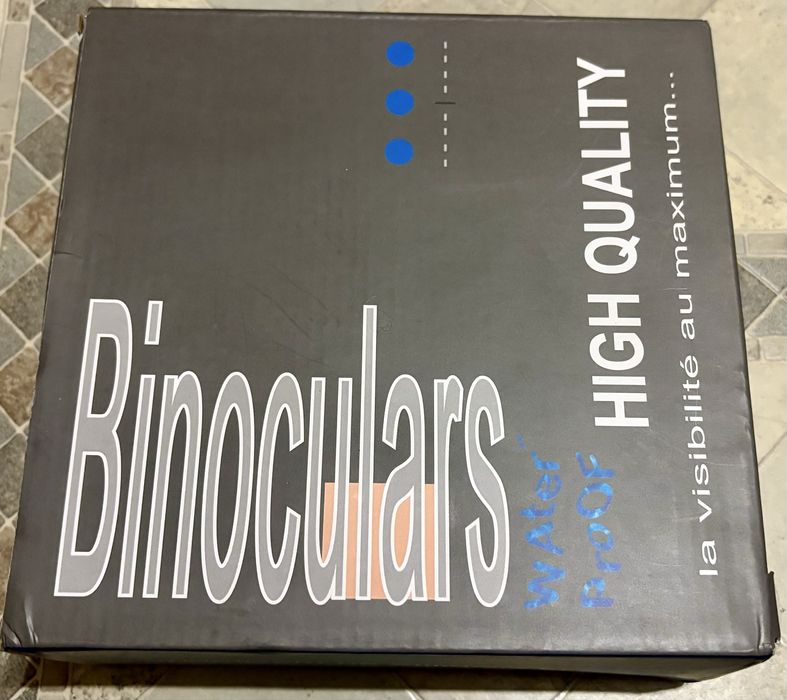 Binoculars
WAter
ProOF
HIGH QUALITY
la visibilité au maximum...